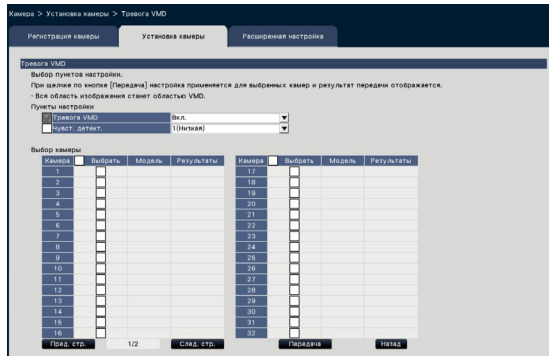 Камера > Установка камеры > Тревога VMD
Регистрация камеры Установка камеры Расширенная настройка
Тревога VMD
Выбор пунктов настройки.
При щелчке по кнопке [Передача] настройка применяется для выбранных камер и результат передачи отображается.
- Вся область изображения станет областью VMD.
Пункты настройки
Тревога VMD Вкл.
Чувст. детект. 1(Низкая)
Выбор камеры
Камера Выбрать Модель Результаты Камера Выбрать Модель Результаты
1 17
2 18
3 19
4 20
5 21
6 22
7 23
8 24
9 25
10 26
11 27
12 28
13 29
14 30
15 31
16 32
Пред. стр. 1/2 След. стр. Передача Назад